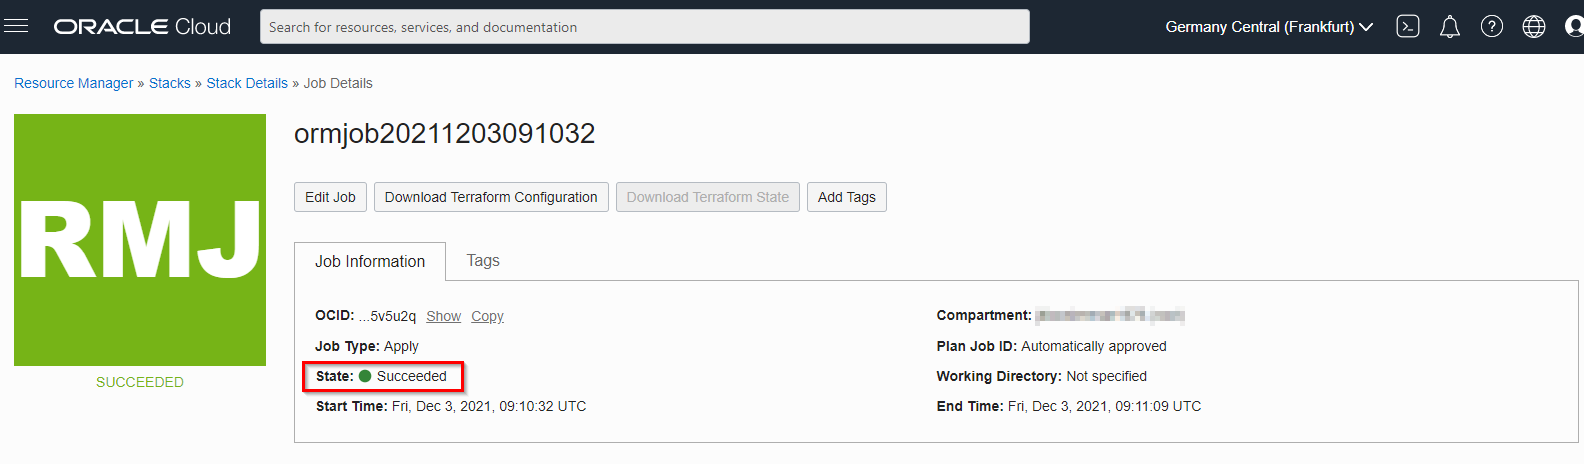 ORACLE Cloud
Search for resources, services, and documentation
Germany Central (Frankfurt)
Resource Manager » Stacks » Stack Details » Job Details
RMJ
SUCCEEDED
ormjob20211203091032
Edit Job
Download Terraform Configuration
Download Terraform State
Add Tags
Job Information
Tags
OCID: ...5v5u2q Show Copy
Job Type: Apply
State: Succeeded
Start Time: Fri, Dec 3, 2021, 09:10:32 UTC
Compartment:
Plan Job ID: Automatically approved
Working Directory: Not specified
End Time: Fri, Dec 3, 2021, 09:11:09 UTC